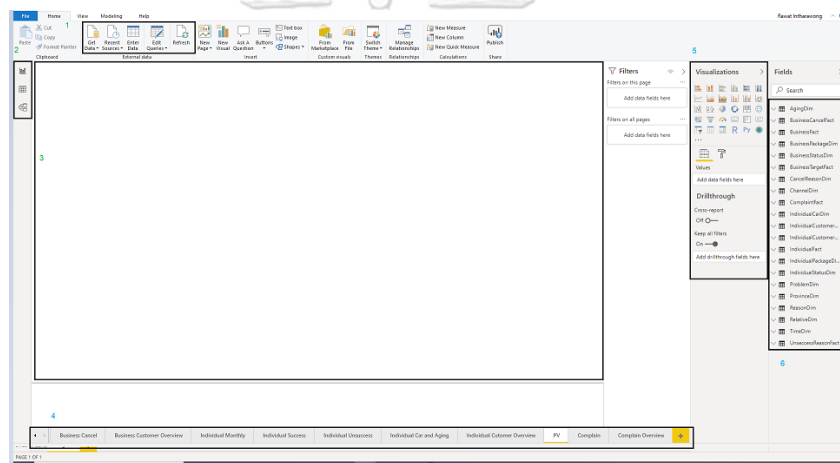 File Home View Modeling Help
Rawat Intharawong
1
Paste
Cut
Copy
Format Painter
Clipboard
Get Data
Recent Sources
Enter Data
Edit Queries
Refresh
External data
New Page
New Visual
Ask A Question
Buttons
Text box
Image
Shapes
Insert
From Marketplace
From File
Custom visuals
Switch Theme
Themes
Manage Relationships
Relationships
New Measure
New Column
New Quick Measure
Calculations
Publish
Share
2
3
Filters
Filters on this page
Add data fields here
Filters on all pages
Add data fields here
5
Visualizations
R Py
Values
Add data fields here
Drillthrough
Cross-report
Off
Keep all filters
On
Add drillthrough fields here
Fields
Search
AgingDim
BusinessCancelFact
BusinessFact
BusinessPackageDim
BusinessStatusDim
BusinessTargetFact
CancelReasonDim
ChannelDim
ComplaintFact
IndividualCarDim
IndividualCustomer...
IndividualCustomer...
IndividualFact
IndividualPackageDi...
IndividualStatusDim
ProblemDim
ProvinceDim
ReasonDim
RelativeDim
TimeDim
UnsuccessReasonFact
6
4
Business Cancel Business Customer Overview Individual Monthly Individual Success Individual Unsuccess Individual Car and Aging Individual Cutomer Overview PV Complain Complain Overview +
PAGE 1 OF 1